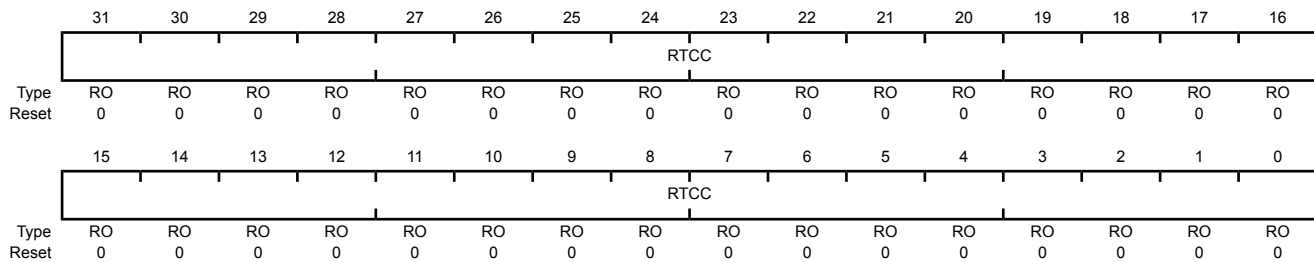 31 30 29 28 27 26 25 24 23 22 21 20 19 18 17 16
RTCC
Type RO RO RO RO RO RO RO RO RO RO RO RO RO RO RO RO
Reset 0 0 0 0 0 0 0 0 0 0 0 0 0 0 0 0
15 14 13 12 11 10 9 8 7 6 5 4 3 2 1 0
RTCC
Type RO RO RO RO RO RO RO RO RO RO RO RO RO RO RO RO
Reset 0 0 0 0 0 0 0 0 0 0 0 0 0 0 0 0